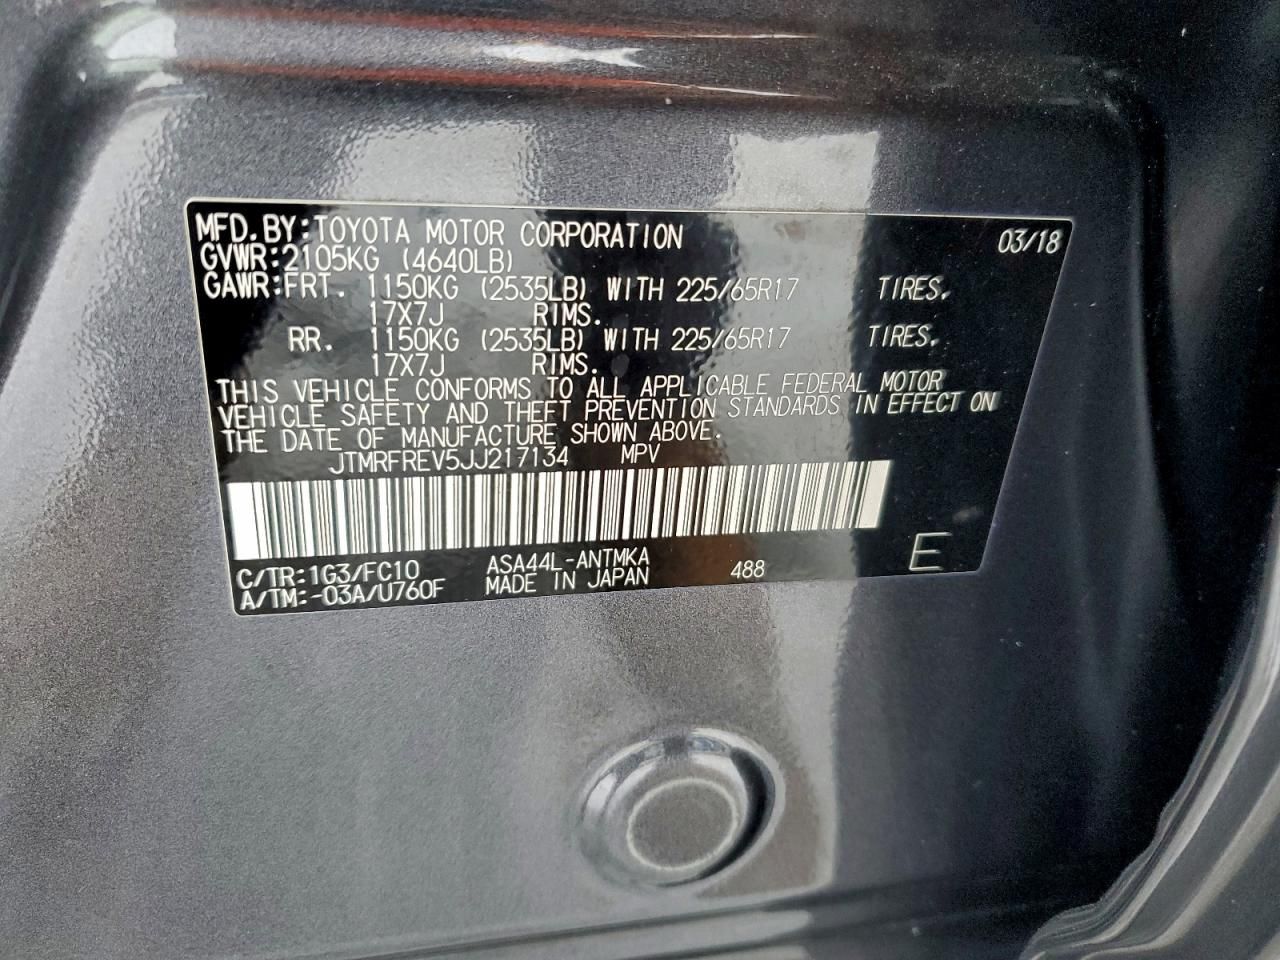 MFD. BY: TOYOTA MOTOR CORPORATION 03/18
GVWR: 2105KG (4640LB)
GAWR: FRT. 1150KG (2535LB) WITH 225/65R17 TIRES.
17X7J RIMS.
RR. 1150KG (2535LB) WITH 225/65R17 TIRES.
17X7J RIMS.
THIS VEHICLE CONFORMS TO ALL APPLICABLE FEDERAL MOTOR
VEHICLE SAFETY AND THEFT PREVENTION STANDARDS IN EFFECT ON
THE DATE OF MANUFACTURE SHOWN ABOVE.
JTMRFREV5JJ217134 MPV
C/TR: 1G3/FC10 ASA44L-ANTMKA 488 E
A/TM: -03A/U760F MADE IN JAPAN